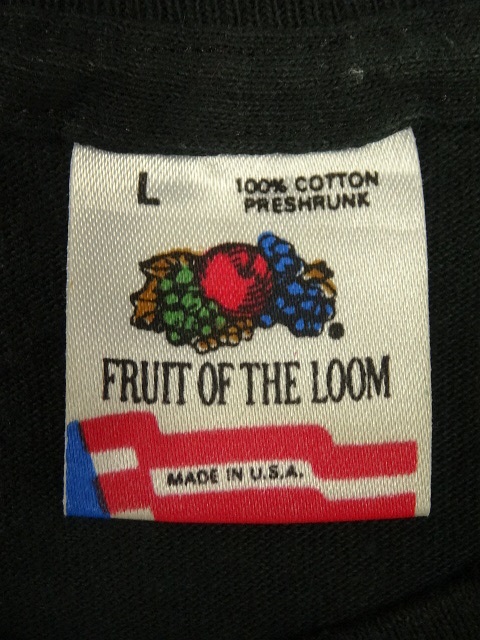 L
100% COTTON
PRESHRUNK
FRUIT OF THE LOOM
MADE IN U.S.A.